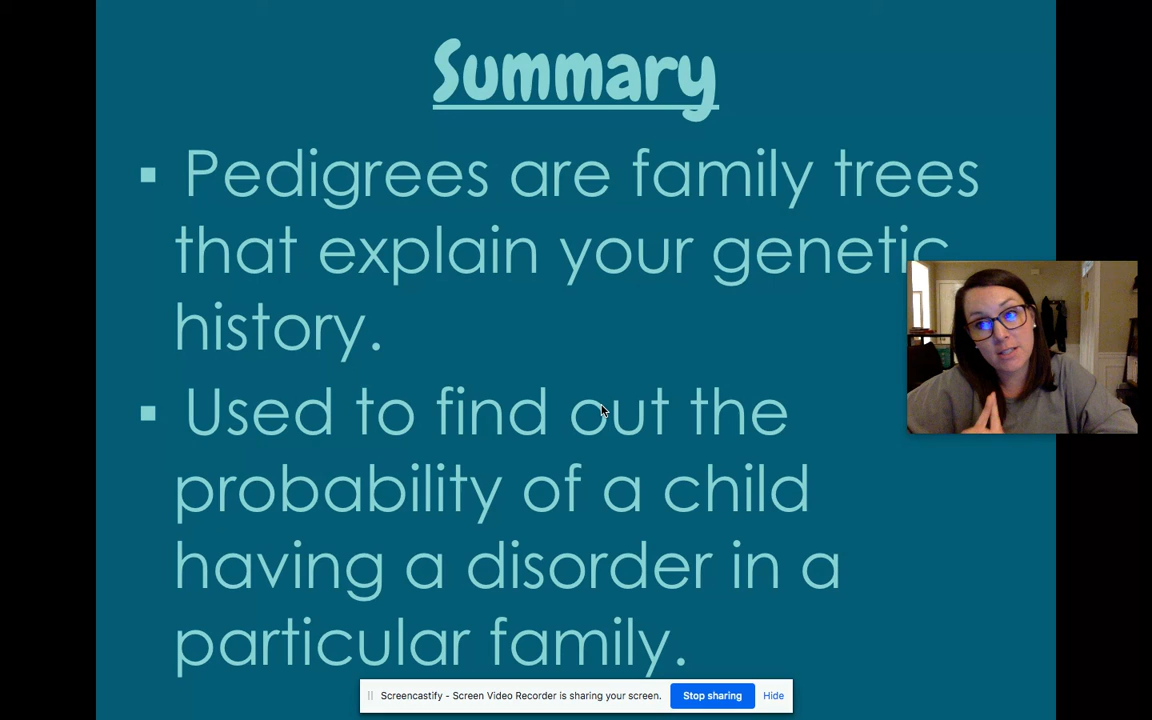 Summary
▪ Pedigrees are family trees
that explain your genetic
history.
▪ Used to find out the
probability of a child
having a disorder in a
particular family.
Screencastify - Screen Video Recorder is sharing your screen. Stop sharing Hide